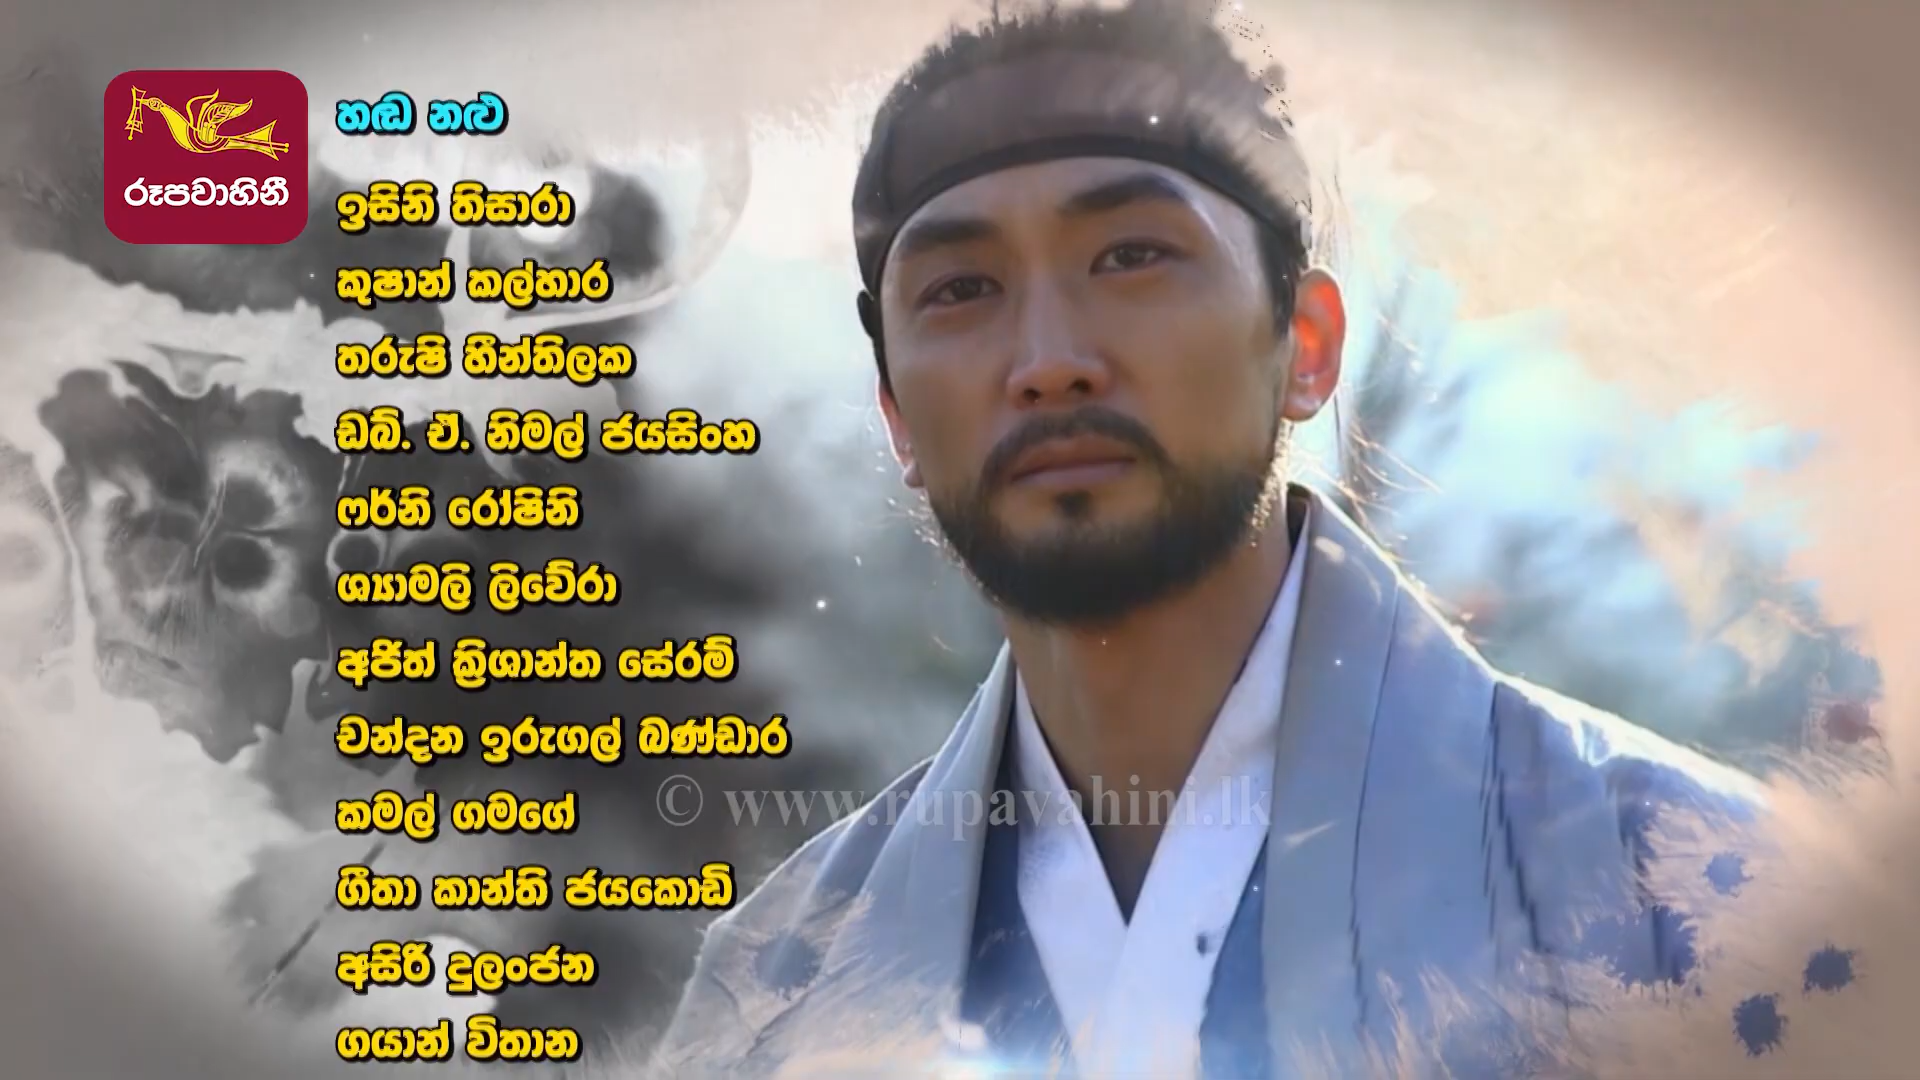 රූපවාහිනී
හඬ නළු
ඉසිනි තිසාරා
කුෂාන් කල්හාර
තරුෂි හීන්තිලක
ඩබ්. ඒ. නිමල් ජයසිංහ
ෆර්නි රෝෂිනි
ශ්‍යාමලි ලිවේරා
අජිත් ක්‍රිශාන්ත සේරම්
චන්දන ඉරුගල් බණ්ඩාර
කමල් ගමගේ
© www.rupavahini.lk
ගීතා කාන්ති ජයකොඩි
අසිරි දුලංජන
ගයාන් විතාන